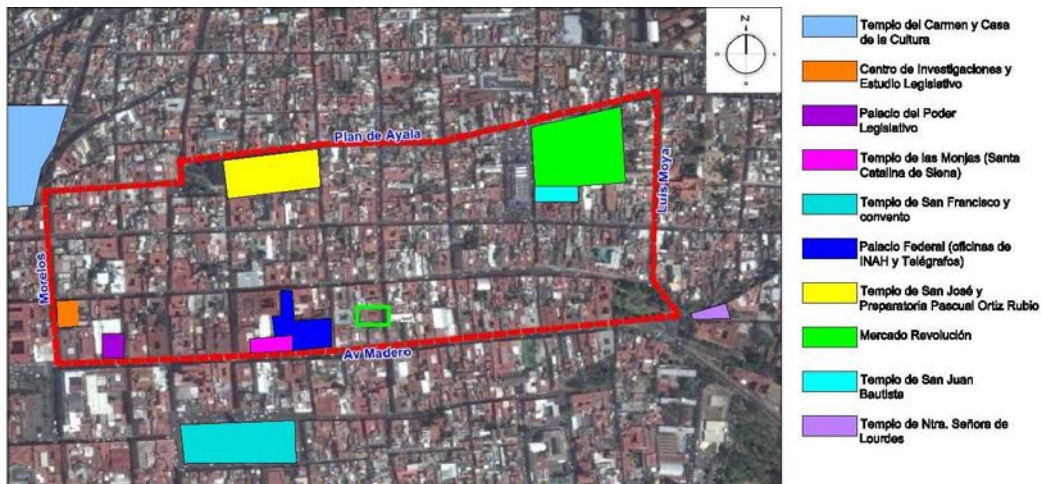 N
Plan de Ayala
Luis Moya
Morelos
Av Madero
Templo del Carmen y Casa
de la Cultura
Centro de Investigaciones y
Estudio Legislativo
Palacio del Poder
Legislativo
Templo de las Monjas (Santa
Catalina de Siena)
Templo de San Francisco y
convento
Palacio Federal (oficinas de
INAH y Telégrafos)
Templo de San José y
Preparatoria Pascual Ortiz Rubio
Mercado Revolución
Templo de San Juan
Bautista
Templo de Ntra. Señora de
Lourdes